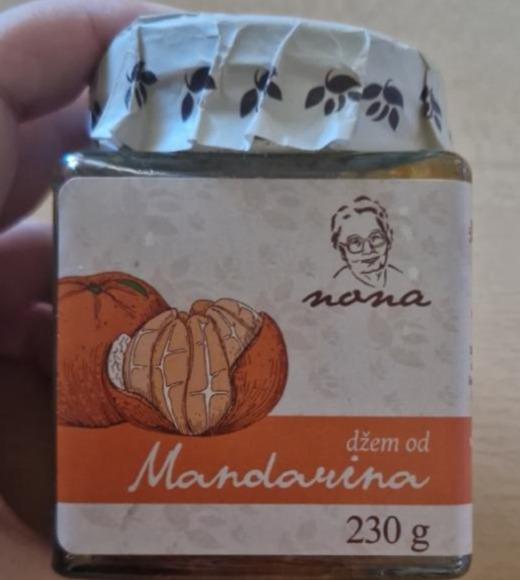 nona
džem od
Mandarina
230 g